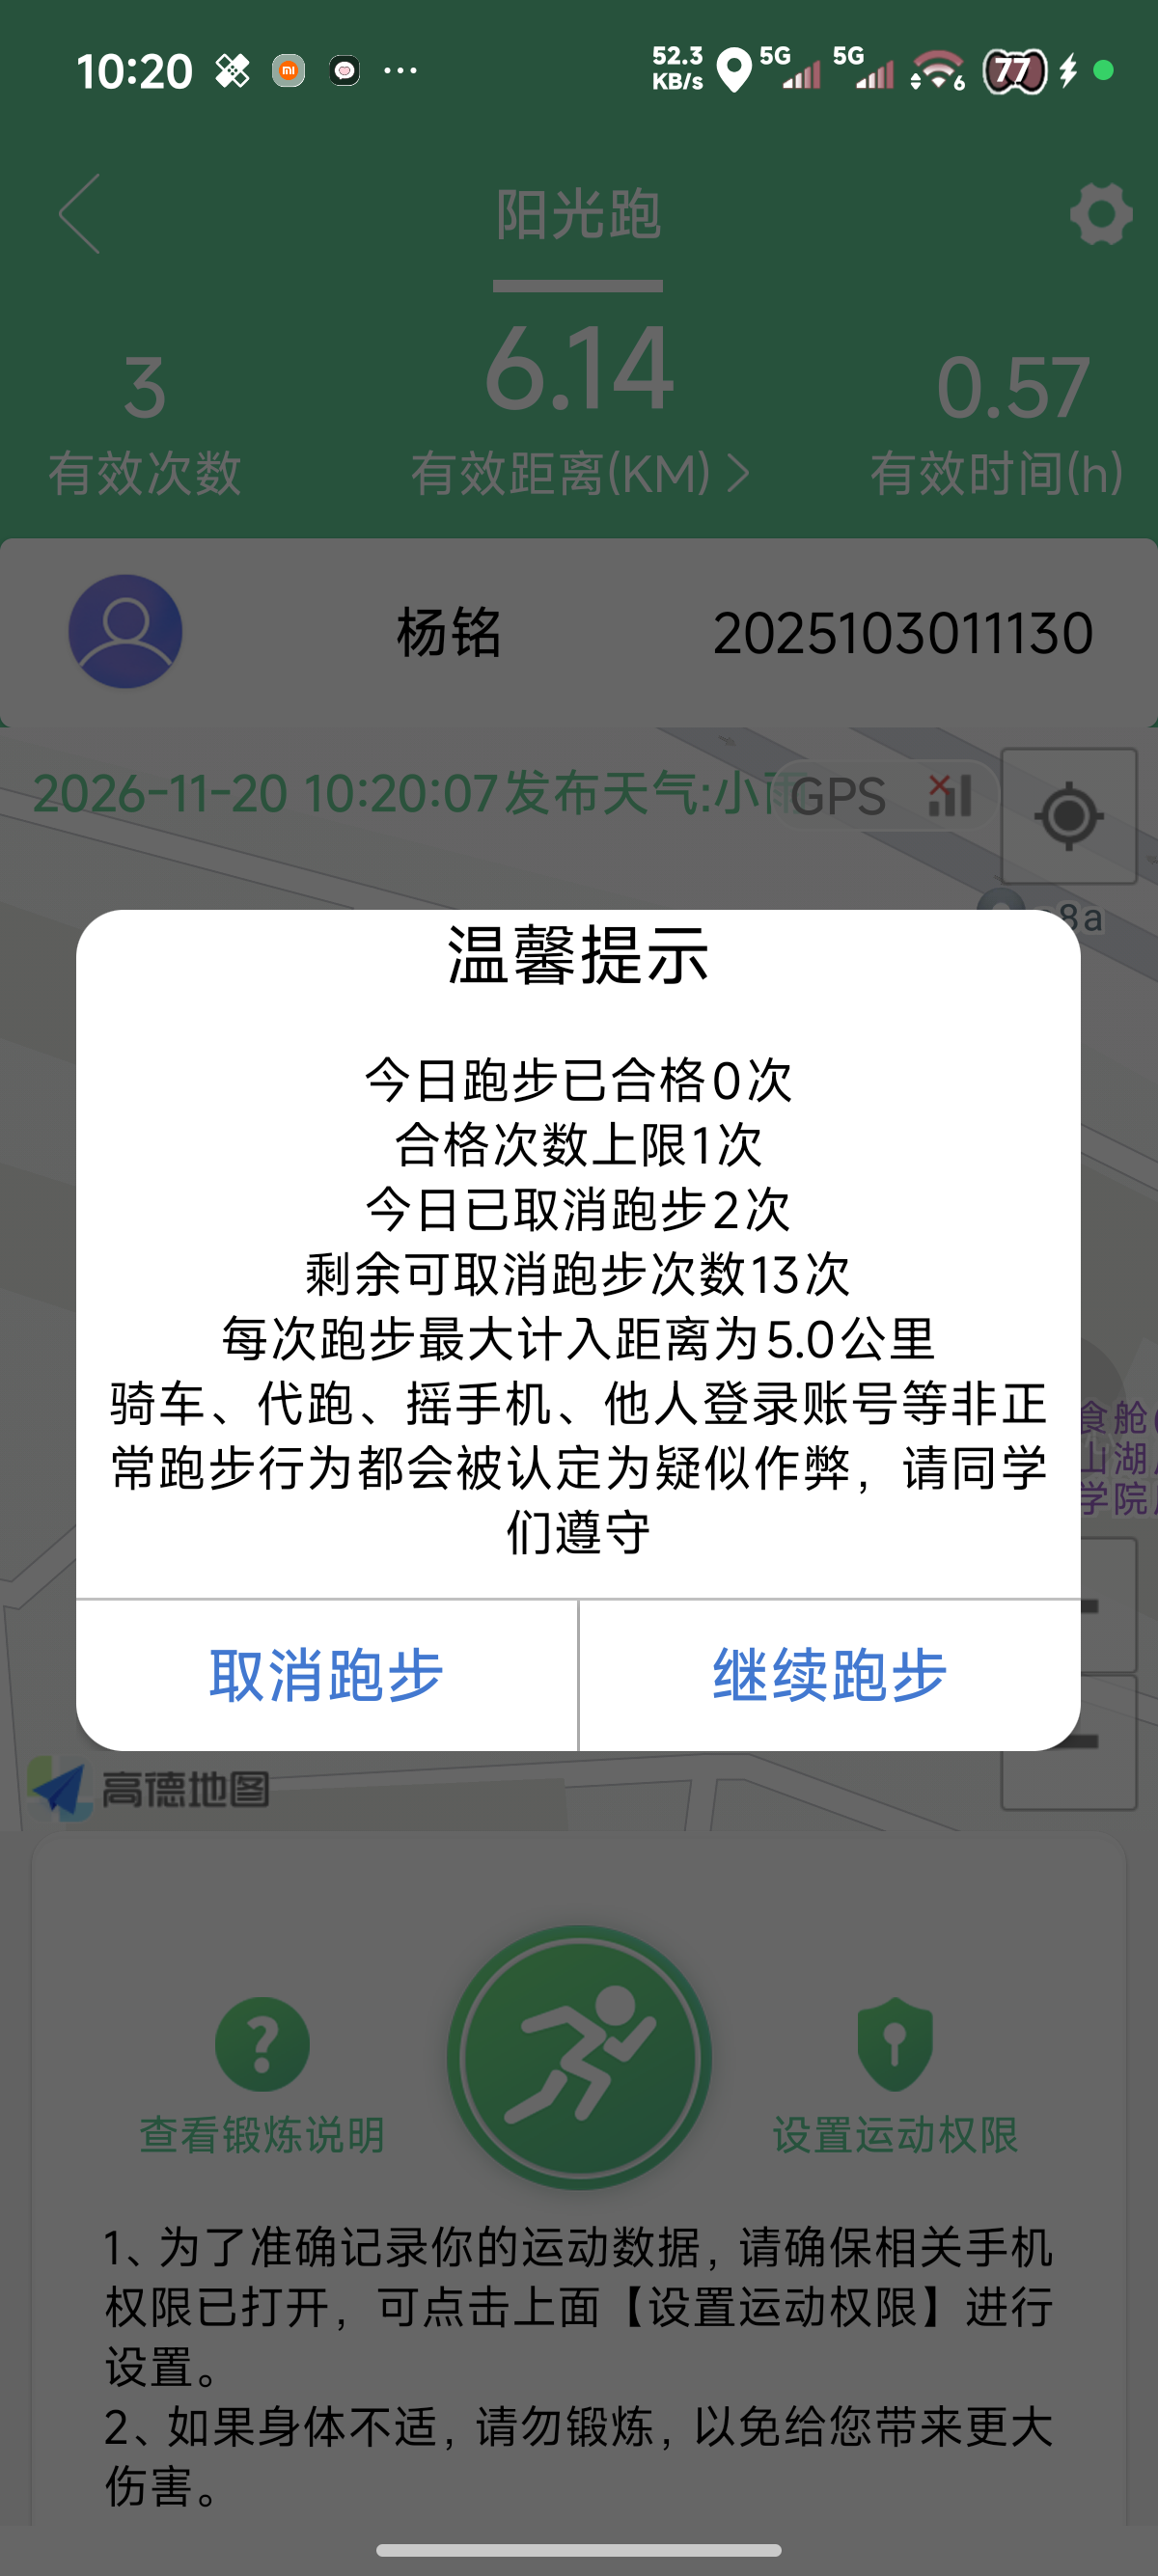 10:20
52.3
KB/s
5G
5G
6
77
阳光跑
3
6.14
0.57
有效次数
有效距离(KM)
有效时间(h)
杨铭
2025103011130
2026-11-20 10:20:07发布天气:小雨
GPS
8a
温馨提示
今日跑步已合格0次
合格次数上限1次
今日已取消跑步2次
剩余可取消跑步次数13次
每次跑步最大计入距离为5.0公里
骑车、代跑、摇手机、他人登录账号等非正
常跑步行为都会被认定为疑似作弊，请同学
们遵守
食舱(
山湖
学院
取消跑步
继续跑步
高德地图
查看锻炼说明
设置运动权限
1、为了准确记录你的运动数据，请确保相关手机
权限已打开，可点击上面【设置运动权限】进行
设置。
2、如果身体不适，请勿锻炼，以免给您带来更大
伤害。